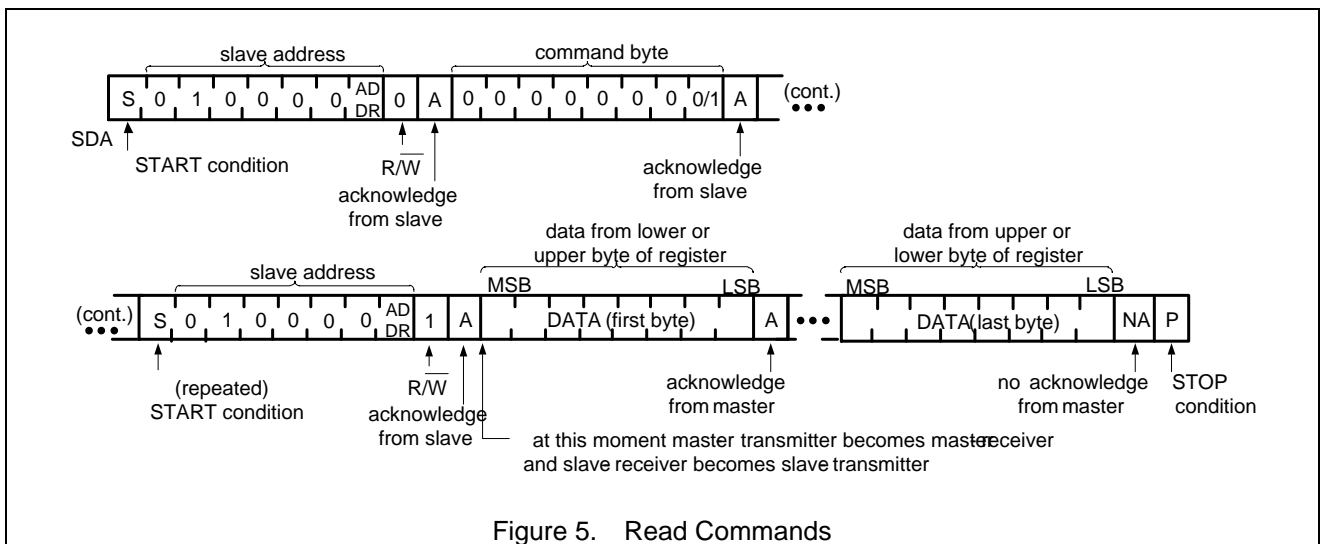 slave address command byte
S 0 1 0 0 0 0 AD DR 0 A 0 0 0 0 0 0 0 0/1 A (cont.) •••
SDA
START condition
R/W
acknowledge
from slave
acknowledge
from slave
data from lower or
upper byte of register
data from upper or
lower byte of register
slave address
MSB LSB MSB LSB
(cont.) ••• S 0 1 0 0 0 0 AD DR 1 A DATA (first byte) A ••• DATA(last byte) NA P
(repeated)
START condition
R/W
acknowledge
from slave
acknowledge
from master
no acknowledge
from master
STOP
condition
at this moment master transmitter becomes master-receiver
and slave receiver becomes slave transmitter
Figure 5. Read Commands